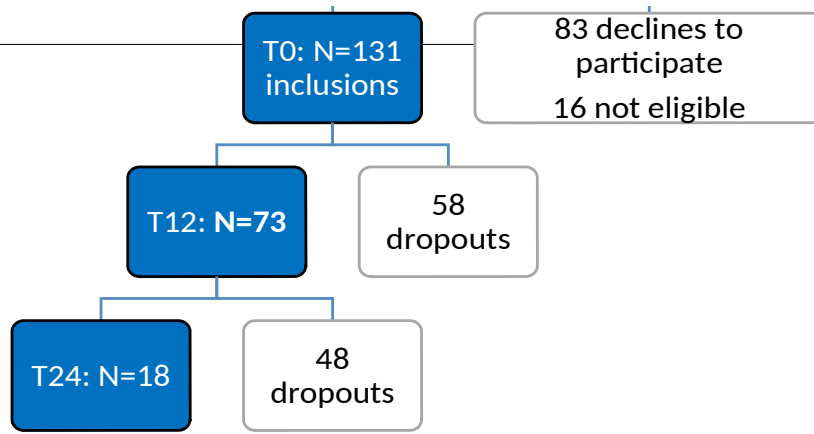 T0: N=131
inclusions
83 declines to
participate
16 not eligible
T12: N=73
58
dropouts
T24: N=18
48
dropouts